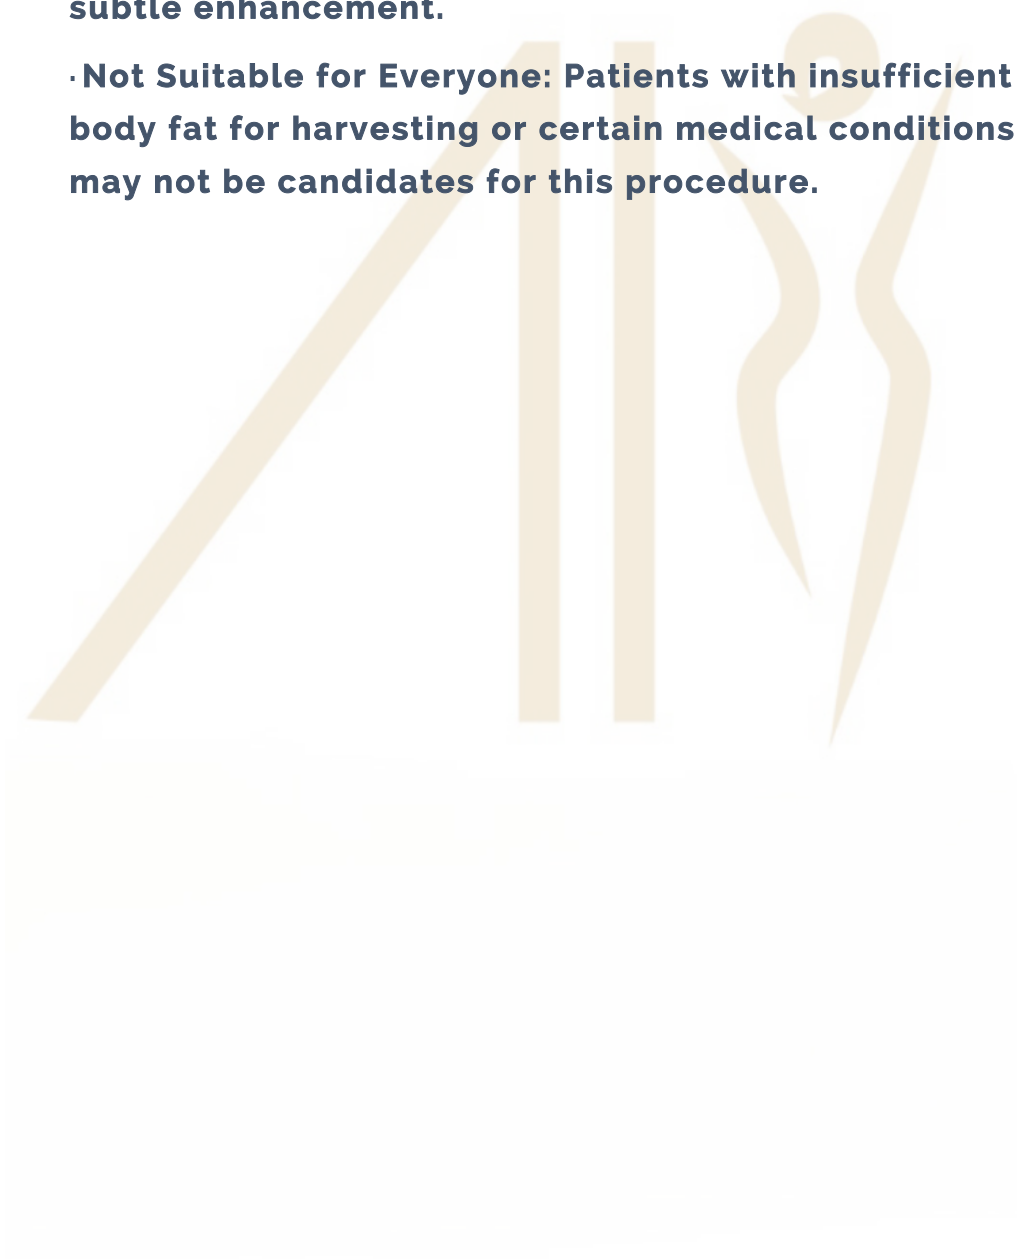 subtle enhancement.
· Not Suitable for Everyone: Patients with insufficient
body fat for harvesting or certain medical conditions
may not be candidates for this procedure.